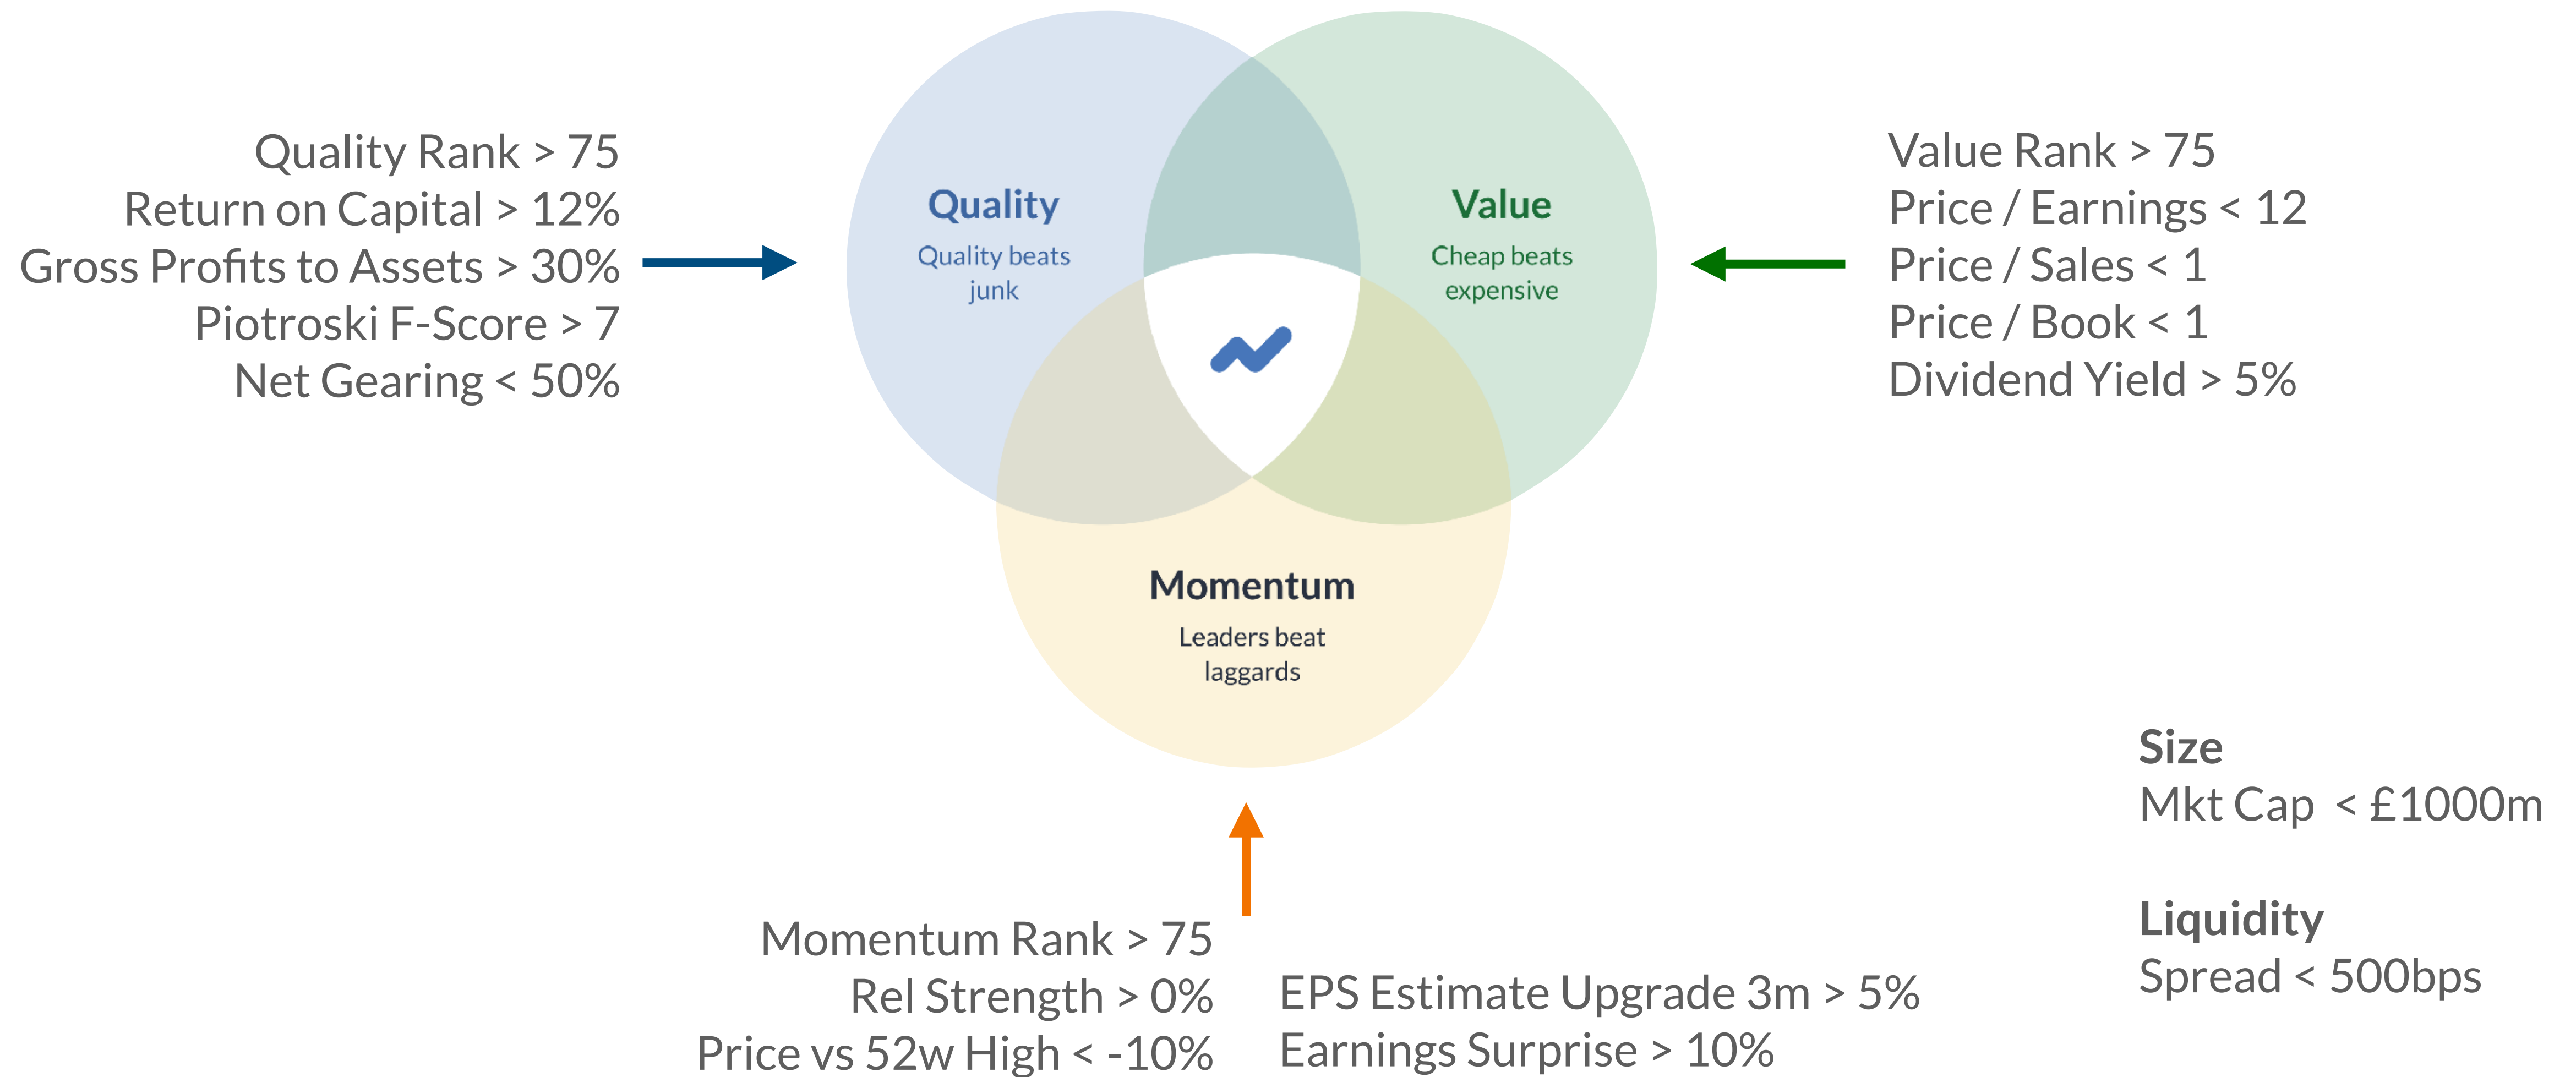 Quality Rank > 75
Return on Capital > 12%
Gross Profits to Assets > 30%
Piotroski F-Score > 7
Net Gearing < 50%
Quality
Quality beats
junk
Value
Cheap beats
expensive
Value Rank > 75
Price / Earnings < 12
Price / Sales < 1
Price / Book < 1
Dividend Yield > 5%
Momentum
Leaders beat
laggards
Momentum Rank > 75
Rel Strength > 0%
Price vs 52w High < -10%
EPS Estimate Upgrade 3m > 5%
Earnings Surprise > 10%
Size
Mkt Cap < £1000m
Liquidity
Spread < 500bps